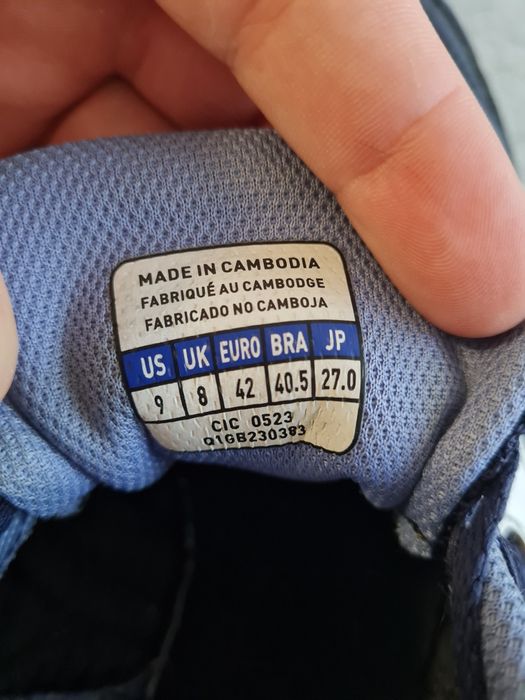 MADE IN CAMBODIA
FABRIQUÉ AU CAMBODGE
FABRICADO NO CAMBOJA
US UK EURO BRA JP
9 8 42 40.5 27.0
CIC 0523
Q1GB230383